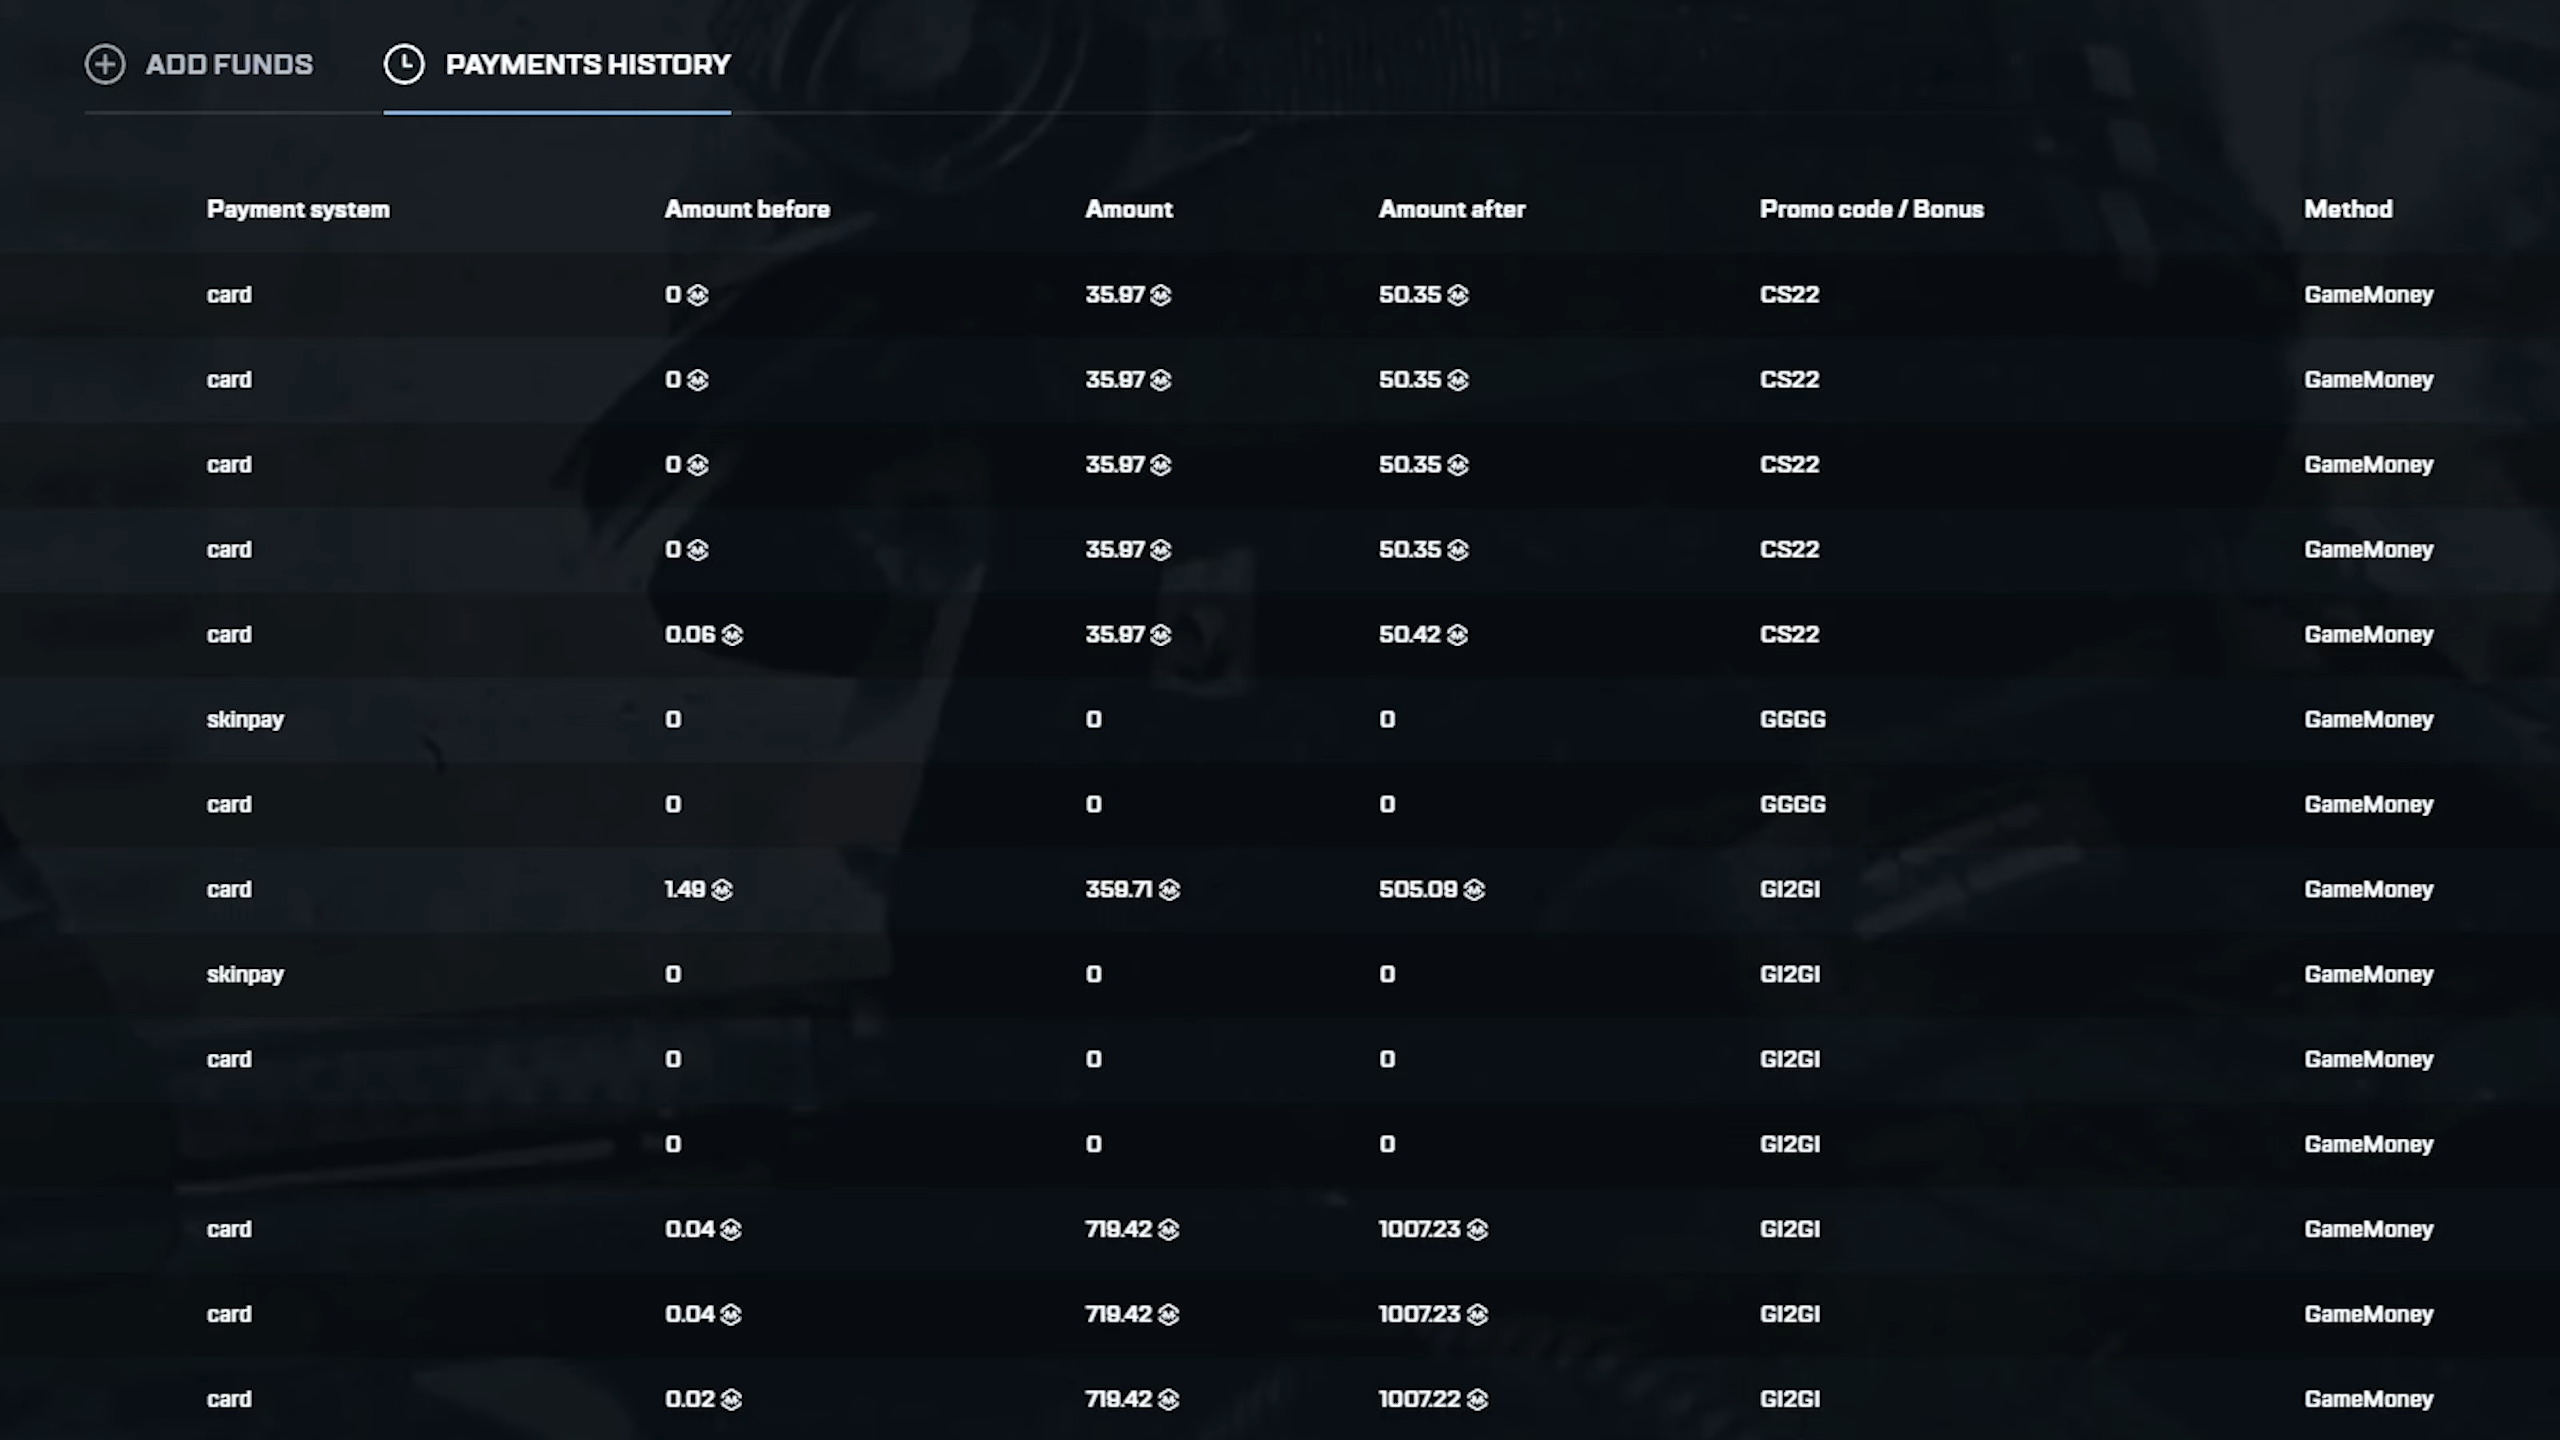 ADD FUNDS PAYMENTS HISTORY
Payment system Amount before Amount Amount after Promo code / Bonus Method
card 0 35.97 50.35 CS22 GameMoney
card 0 35.97 50.35 CS22 GameMoney
card 0 35.97 50.35 CS22 GameMoney
card 0 35.97 50.35 CS22 GameMoney
card 0.06 35.97 50.42 CS22 GameMoney
skinpay 0 0 0 GGGG GameMoney
card 0 0 0 GGGG GameMoney
card 1.49 359.71 505.09 GI2GI GameMoney
skinpay 0 0 0 GI2GI GameMoney
card 0 0 0 GI2GI GameMoney
0 0 0 GI2GI GameMoney
card 0.04 719.42 1007.23 GI2GI GameMoney
card 0.04 719.42 1007.23 GI2GI GameMoney
card 0.02 719.42 1007.22 GI2GI GameMoney